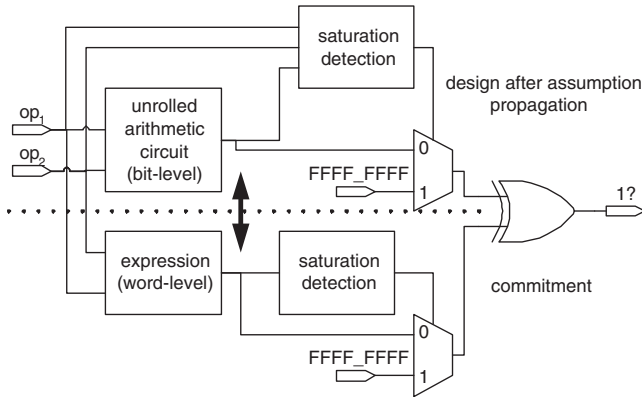 saturation
detection
design after assumption
propagation
op1
unrolled
arithmetic
circuit
(bit-level)
op2
0
FFFF_FFFF
1
1?
expression
(word-level)
saturation
detection
commitment
0
FFFF_FFFF
1